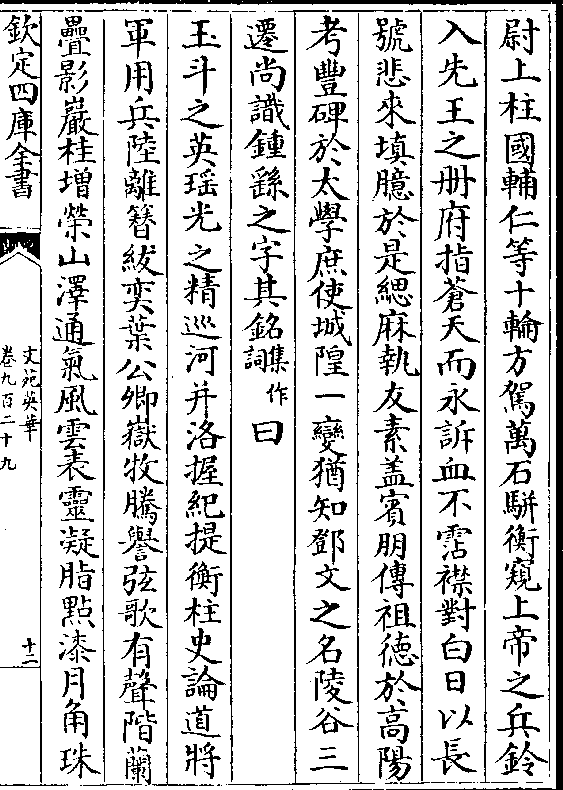 尉上柱國輔仁等十輪方駕萬石駢衡窺上帝之兵鈐
入先王之冊府指蒼天而永訴血不霑襟對白日以長
號悲來填臆於是緦麻執友素盖賓朋傳祖德於高陽
考豐碑於太學庶使城隍一變猶知鄧文之名陵谷三
遷尚識鍾繇之字其銘集作詞曰
玉斗之英瑶光之精巡河并洛握紀提衡柱史論道將
軍用兵陸離簪紱奕葉公卿嶽牧騰譽弦歌有聲階蘭
疊影巖桂増榮山澤通氣風雲表靈凝脂點漆月角珠
欽定四庫全書
文苑英華
卷九百二十九
十二